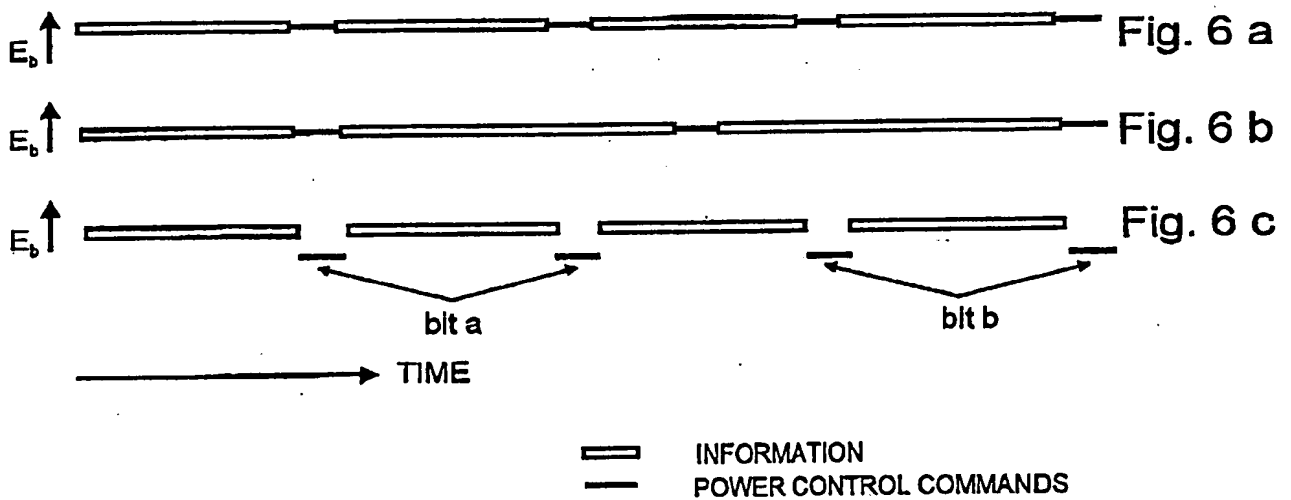 E_b Fig. 6 a
E_b Fig. 6 b
E_b Fig. 6 c
bit a bit b
TIME
INFORMATION
POWER CONTROL COMMANDS